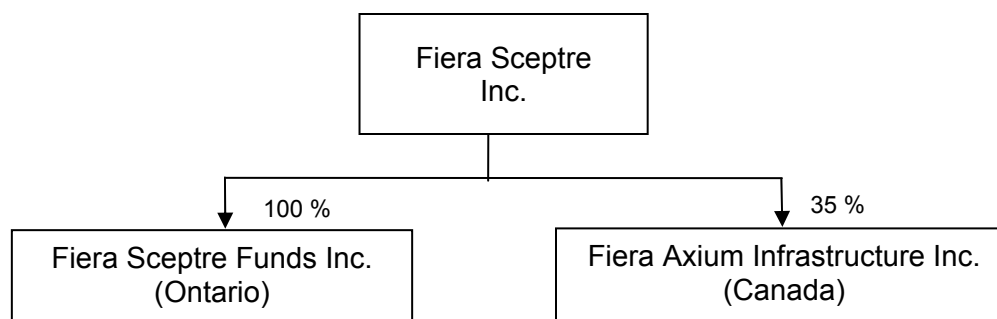 Fiera Sceptre
Inc.
100 %
35 %
Fiera Sceptre Funds Inc.
(Ontario)
Fiera Axium Infrastructure Inc.
(Canada)